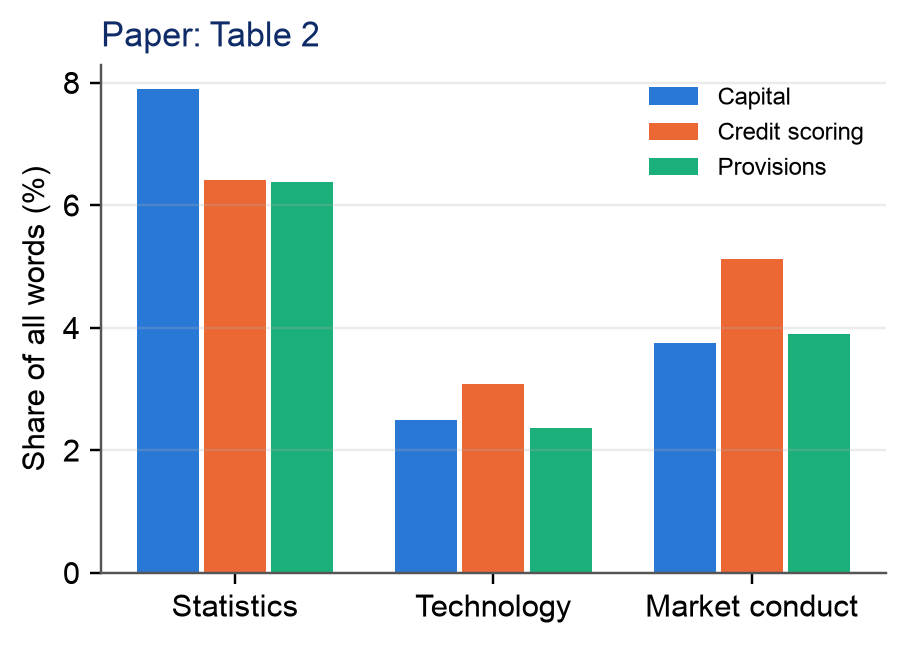 Paper: Table 2
Share of all words (%)
8
6
4
2
0
Capital
Credit scoring
Provisions
Statistics
Technology
Market conduct